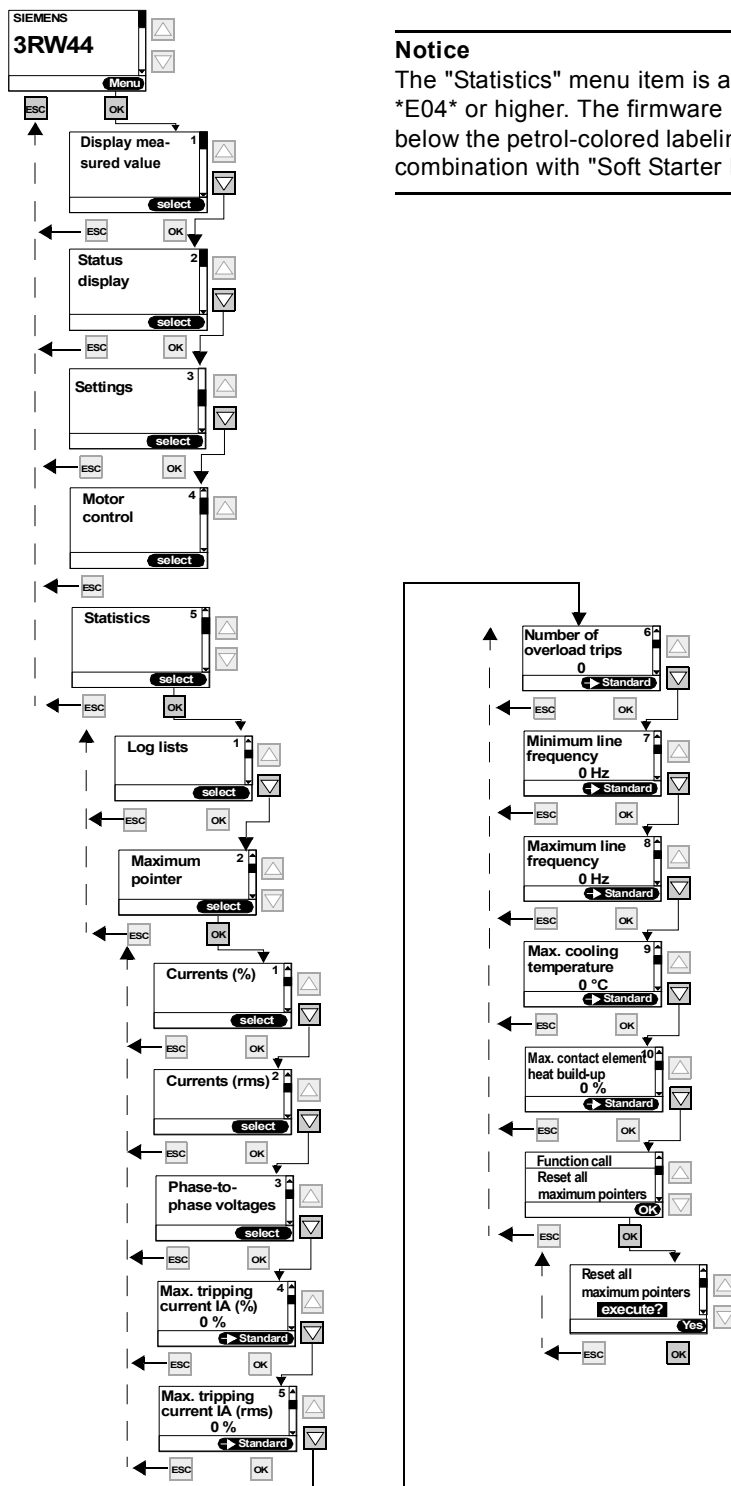 SIEMENS
3RW44
Menu
ESC
OK
Display mea-
sured value
1
select
ESC
OK
Status
display
2
select
ESC
OK
Settings
3
select
ESC
OK
Motor
control
4
select
ESC
Statistics
5
select
ESC
OK
Log lists
1
select
ESC
OK
Maximum
pointer
2
select
ESC
OK
Currents (%)
1
select
ESC
OK
Currents (rms)
2
select
ESC
OK
Phase-to-
phase voltages
3
select
ESC
OK
Max. tripping
current IA (%)
4
0 %
Standard
ESC
OK
Max. tripping
current IA (rms)
5
0 %
Standard
ESC
OK
Notice
The "Statistics" menu item is a
*E04* or higher. The firmware
below the petrol-colored labelin
combination with "Soft Starter
Number of
overload trips
6
0
Standard
ESC
OK
Minimum line
frequency
7
0 Hz
Standard
ESC
OK
Maximum line
frequency
8
0 Hz
Standard
ESC
OK
Max. cooling
temperature
9
0 °C
Standard
ESC
OK
Max. contact element
heat build-up
10
0 %
Standard
ESC
OK
Function call
Reset all
maximum pointers
OK
ESC
OK
Reset all
maximum pointers
execute?
Yes
ESC
OK